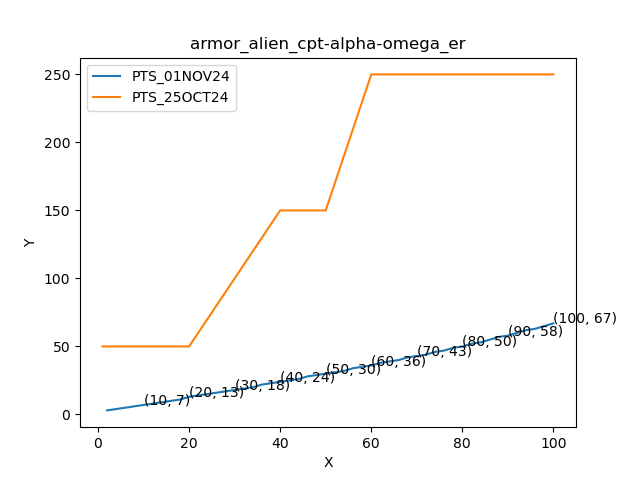 armor_alien_cpt-alpha-omega_er
PTS_01NOV24
PTS_25OCT24
250
200
150
100
50
0
Y
(10, 7)
(20, 13)
(30, 18)
(40, 24)
(50, 30)
(60, 36)
(70, 43)
(80, 50)
(90, 58)
(100, 67)
0 20 40 60 80 100
X